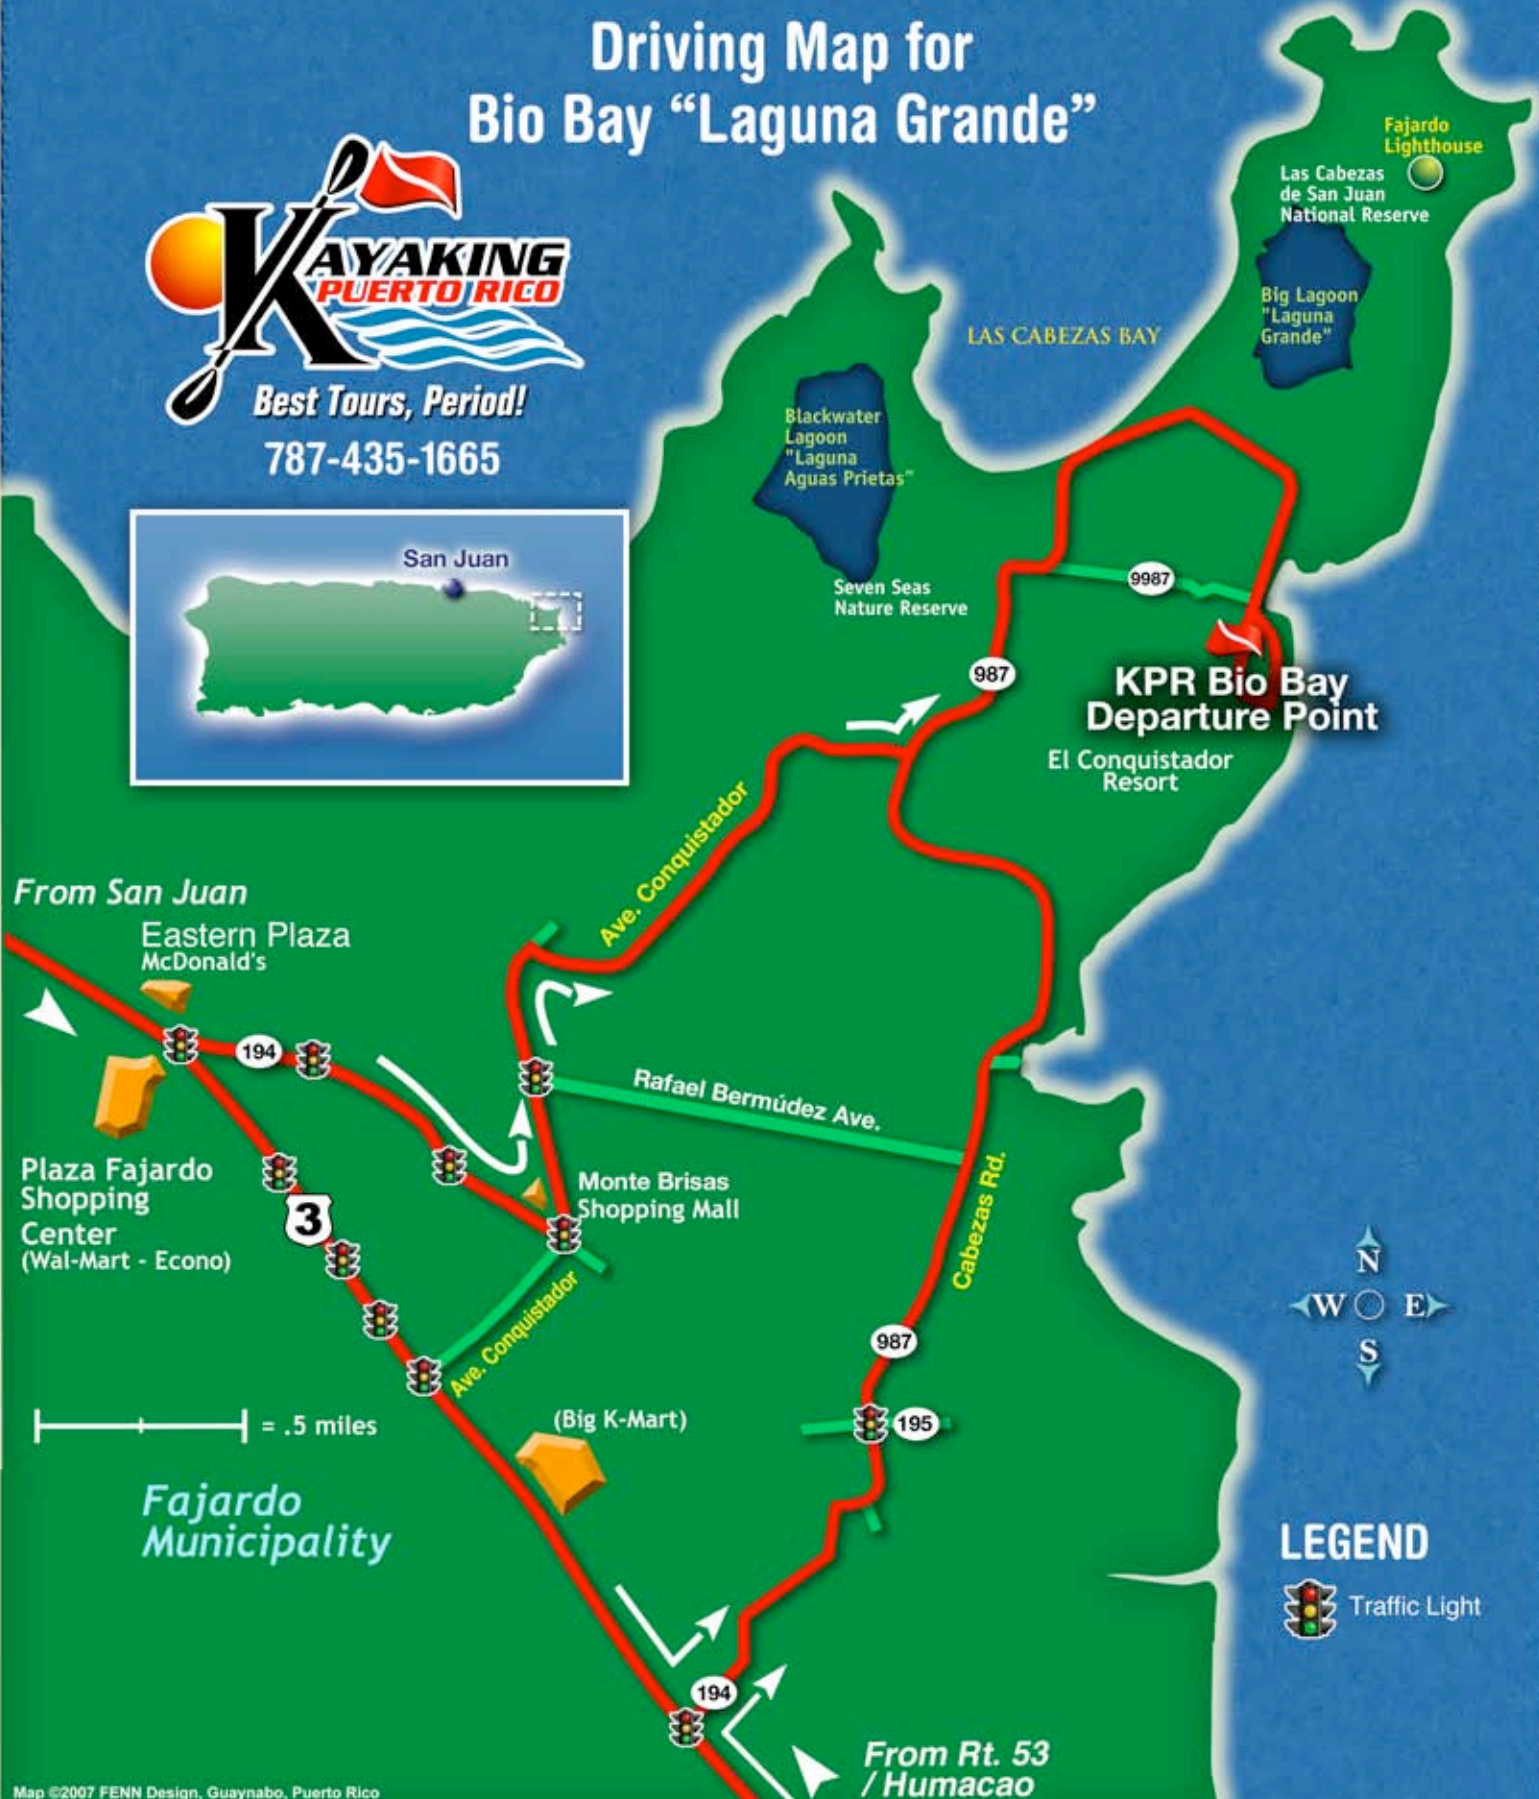 Driving Map for
Bio Bay “Laguna Grande”
KAYAKING
PUERTO RICO
Best Tours, Period!
787-435-1665
Fajardo
Lighthouse
Las Cabezas
de San Juan
National Reserve
Big Lagoon
"Laguna
Grande"
LAS CABEZAS BAY
Blackwater
Lagoon
"Laguna
Aguas Prietas"
Seven Seas
Nature Reserve
San Juan
9987
987
KPR Bio Bay
Departure Point
El Conquistador
Resort
Ave. Conquistador
From San Juan
Eastern Plaza
McDonald's
194
Rafael Bermúdez Ave.
Plaza Fajardo
Shopping
Center
(Wal-Mart - Econo)
3
Monte Brisas
Shopping Mall
Cabezas Rd.
N
W E
S
Ave. Conquistador
987
195
(Big K-Mart)
= .5 miles
Fajardo
Municipality
LEGEND
Traffic Light
194
From Rt. 53
/ Humacao
Map ©2007 FENN Design, Guaynabo, Puerto Rico